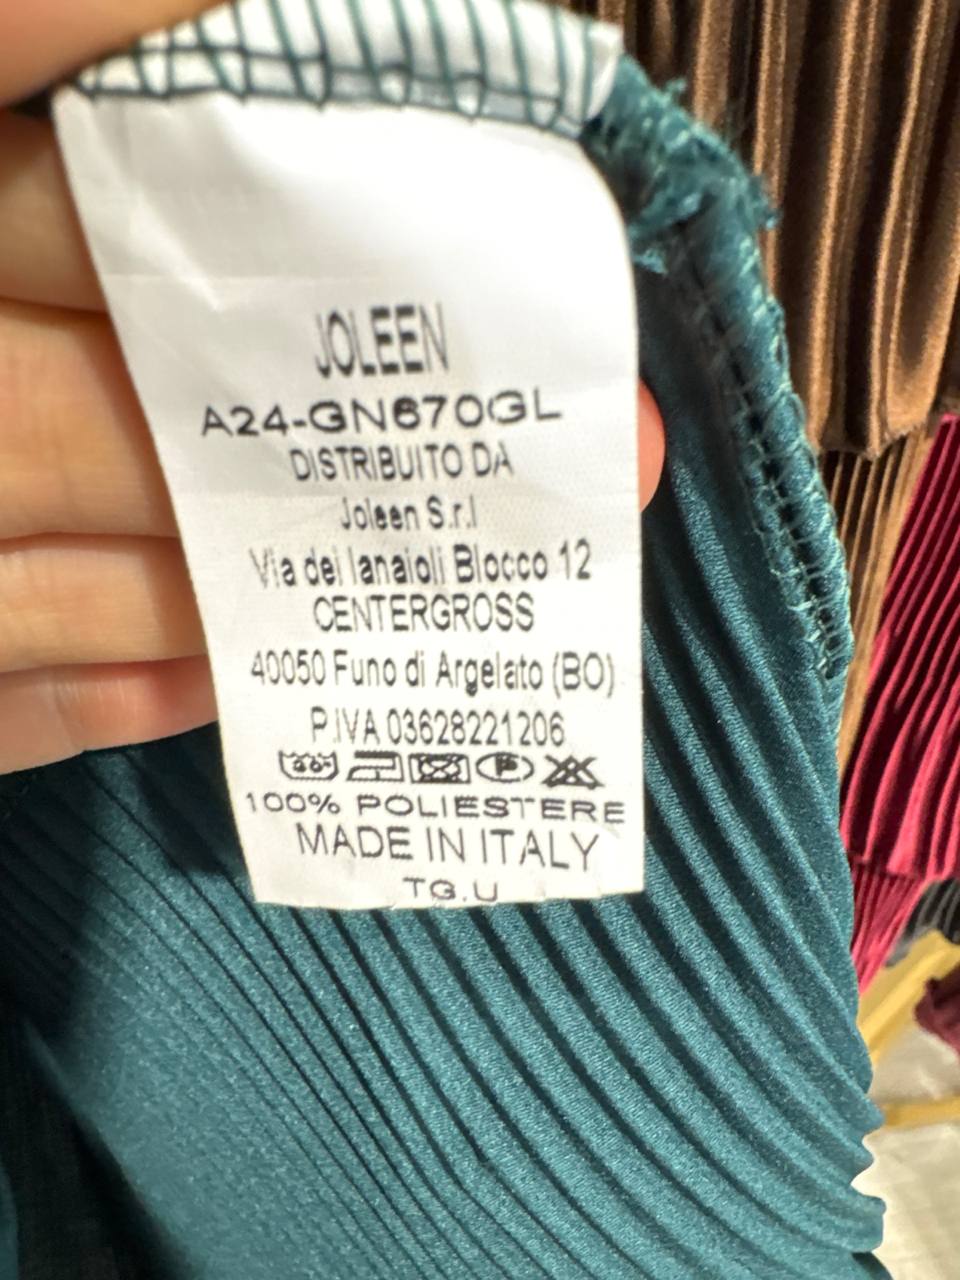 JOLEEN
A24-GN670GL
DISTRIBUITO DA
Joleen S.r.l
Via dei lanaioli Blocco 12
CENTERGROSS
40050 Funo di Argelato (BO)
P.IVA 03628221206
100% POLIESTERE
MADE IN ITALY
TG.U